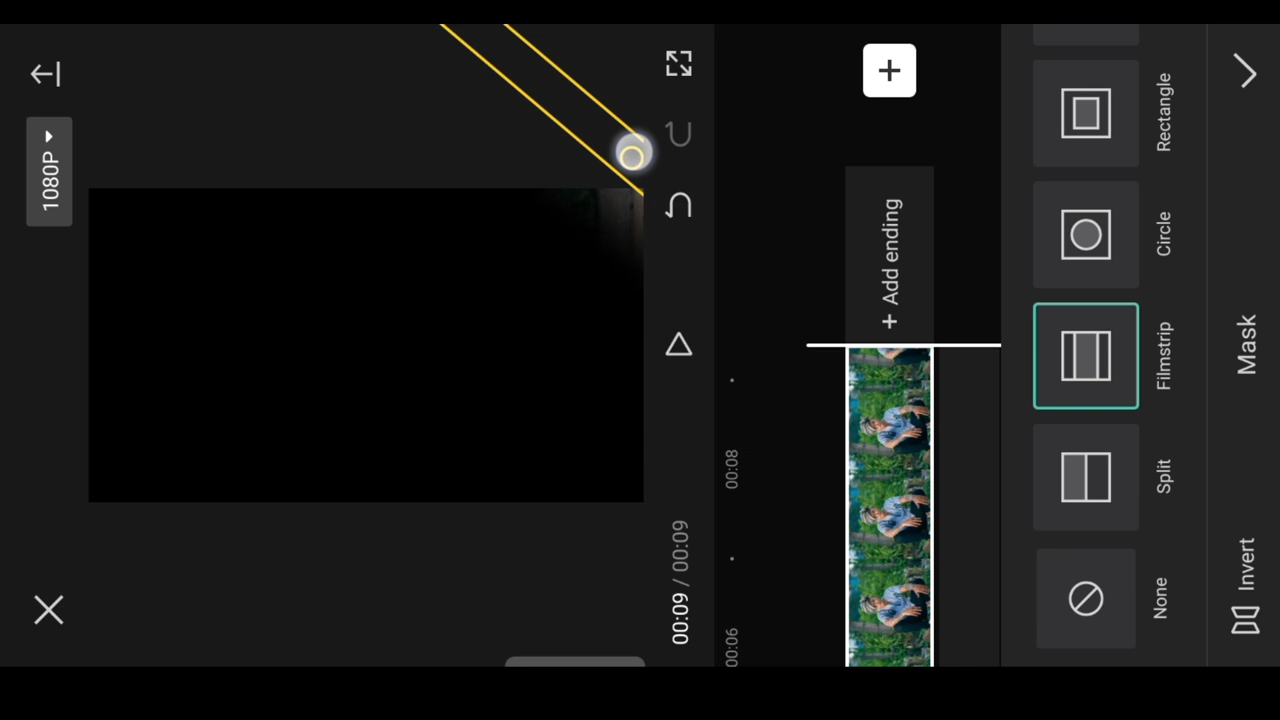 1080P
00:09 / 00:09
00:06
00:08
+ Add ending
None
Split
Filmstrip
Circle
Rectangle
Invert
Mask